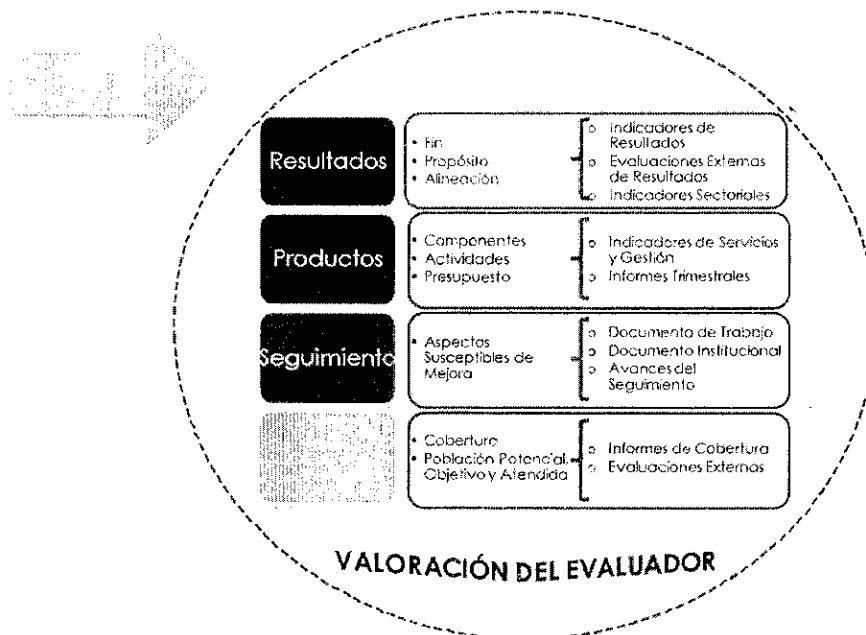 Resultados
• Fin
• Propósito
• Alineación
o Indicadores de
Resultados
o Evaluaciones Externas
de Resultados
o Indicadores Sectoriales
Productos
• Componentes
• Actividades
• Presupuesto
o Indicadores de Servicios
y Gestión
o Informes Trimestrales
Seguimiento
• Aspectos
Susceptibles de
Mejora
o Documento de Trabajo
o Documento Institucional
o Avances del
Seguimiento
• Cobertura
• Población Potencial,
Objetivo y Atendida
o Informes de Cobertura
o Evaluaciones Externas
VALORACIÓN DEL EVALUADOR